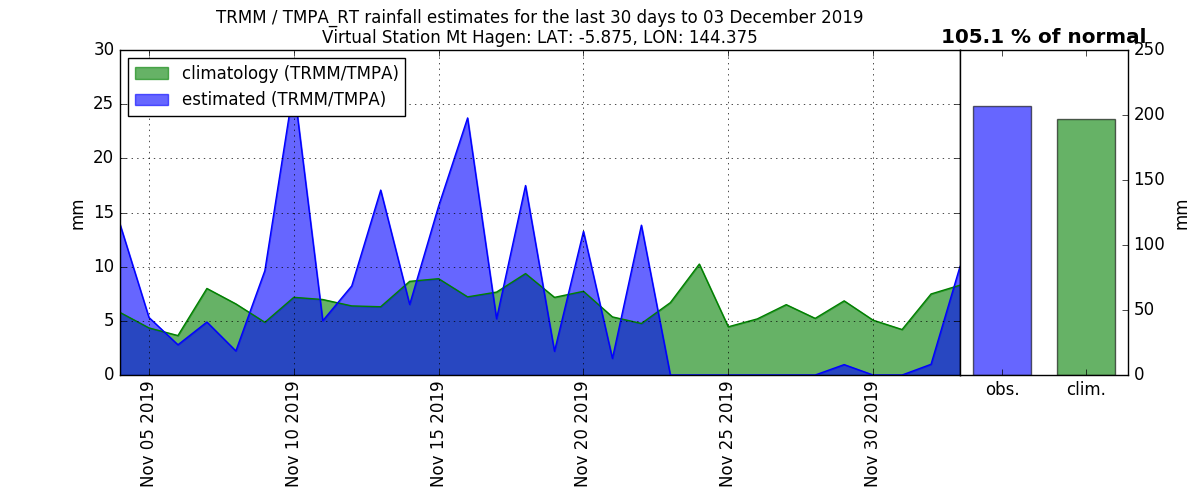 TRMM / TMPA_RT rainfall estimates for the last 30 days to 03 December 2019
Virtual Station Mt Hagen: LAT: -5.875, LON: 144.375
105.1 % of normal
climatology (TRMM/TMPA)
estimated (TRMM/TMPA)
30
25
20
15
10
5
0
mm
Nov 05 2019
Nov 10 2019
Nov 15 2019
Nov 20 2019
Nov 25 2019
Nov 30 2019
obs.
clim.
250
200
150
100
50
0
mm